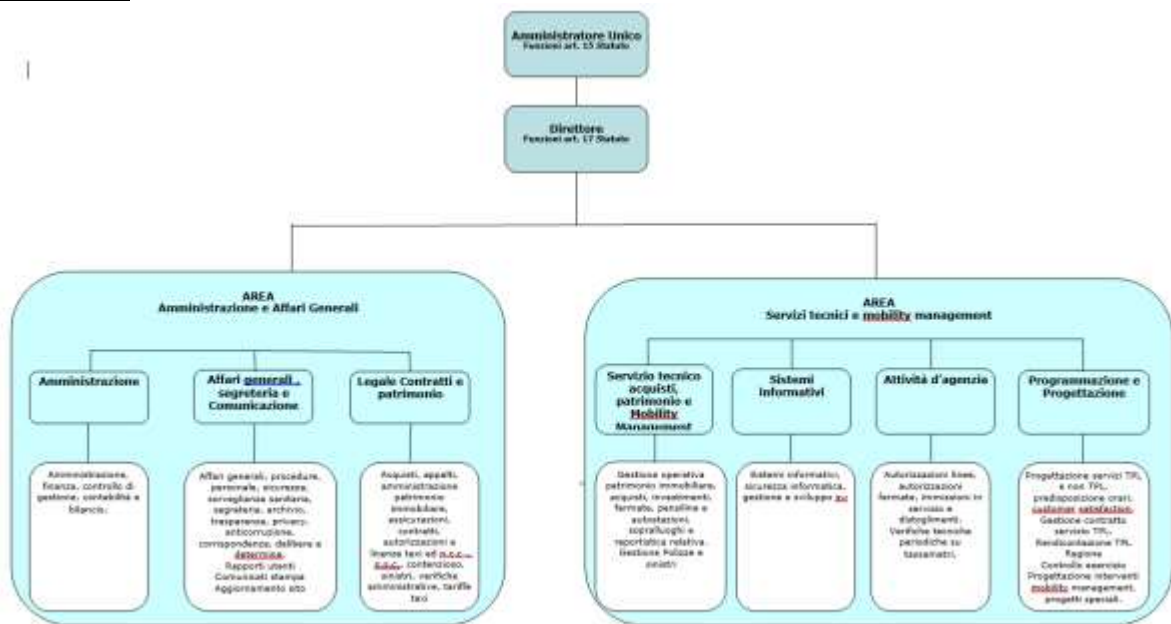 Amministratore Unico
Funzioni art. 15 Statuto
Direttore
Funzioni art. 17 Statuto
AREA
Amministrazione e Affari Generali
Amministrazione
Affari generali ,
segreteria e
Comunicazione
Legale Contratti e
patrimonio
Amministrazione,
finanza, controllo di
gestione, contabilità e
bilancio.
Affari generali, procedure,
personale, sicurezza,
sorveglianza sanitaria,
segreteria, archivio,
trasparenza, privacy,
anticorruzione,
corrispondenza, delibere e
determine.
Rapporti utenti
Comunicati stampa
Aggiornamento sito
Acquisti, appalti,
amministrazione
patrimonio
immobiliare,
assicurazioni,
contratti,
autorizzazioni e
licenze taxi ed n.c.c.,
contenzioso,
sinistri, verifiche
amministrative, tariffe
taxi
AREA
Servizi tecnici e mobility management
Servizio tecnico
acquisti,
patrimonio e
Mobility
Management
Sistemi
Informativi
Attività d'agenzia
Programmazione e
Progettazione
Gestione operativa
patrimonio immobiliare,
acquisti, investimenti,
fermate, pensiline e
autostazioni,
sopralluoghi e
reportistica relativa.
Gestione Polizze e
sinistri
Sistemi informativi,
sicurezza informatica,
gestione e sviluppo
Autorizzazioni linee,
autorizzazioni
fermate, immissioni in
servizio e
distoglimenti.
Verifiche tecniche
periodiche su
tassametri.
Progettazione servizi TPL
e non TPL,
predisposizione orari,
customer satisfaction.
Gestione contratto
servizio TPL.
Rendicontazione TPL
Regione
Controllo esercizio
Progettazione interventi
mobility management,
progetti speciali.